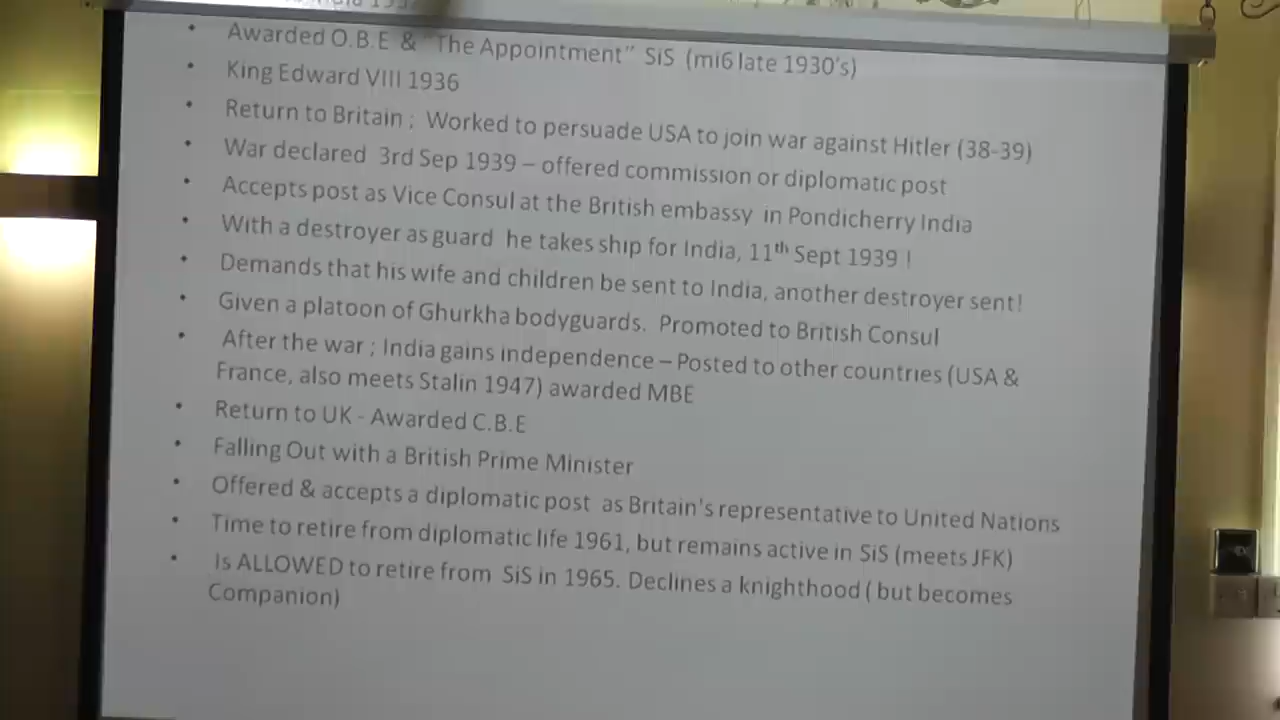 • Awarded O.B.E & "The Appointment" SiS (mi6 late 1930's)
• King Edward VIII 1936
• Return to Britain ; Worked to persuade USA to join war against Hitler (38-39)
• War declared 3rd Sep 1939 – offered commission or diplomatic post
• Accepts post as Vice Consul at the British embassy in Pondicherry India
• With a destroyer as guard he takes ship for India, 11th Sept 1939 !
• Demands that his wife and children be sent to India, another destroyer sent!
• Given a platoon of Ghurkha bodyguards. Promoted to British Consul
• After the war ; India gains independence – Posted to other countries (USA &
France, also meets Stalin 1947) awarded MBE
• Return to UK - Awarded C.B.E
• Falling Out with a British Prime Minister
• Offered & accepts a diplomatic post as Britain's representative to United Nations
• Time to retire from diplomatic life 1961, but remains active in SiS (meets JFK)
• Is ALLOWED to retire from SiS in 1965. Declines a knighthood ( but becomes
Companion)